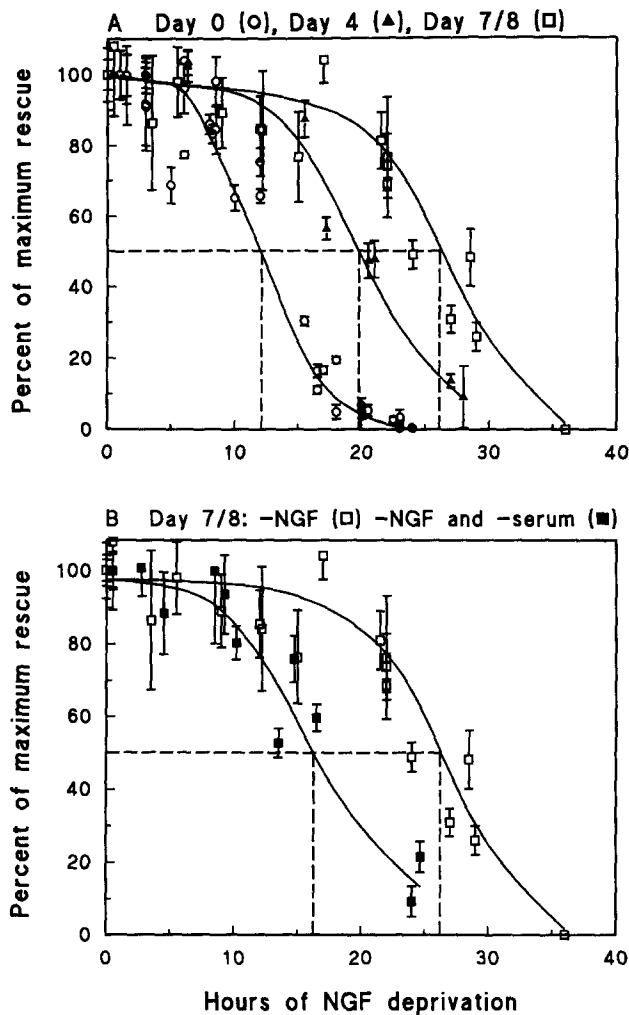 A Day 0 (○), Day 4 (▲), Day 7/8 (□)
Percent of maximum rescue
100
80
60
40
20
0
0 10 20 30 40
B Day 7/8: -NGF (□) -NGF and -serum (■)
Percent of maximum rescue
100
80
60
40
20
0
0 10 20 30 40
Hours of NGF deprivation